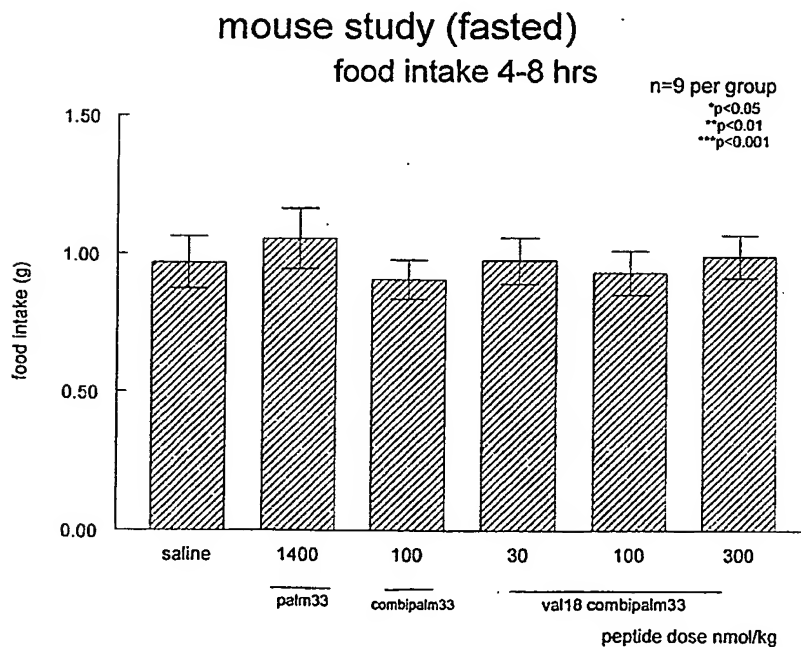 mouse study (fasted)
food intake 4-8 hrs
n=9 per group
*p<0.05
**p<0.01
***p<0.001
1.50
1.00
0.50
0.00
food intake (g)
saline 1400 100 30 100 300
palm33 combipalm33 val18 combipalm33
peptide dose nmol/kg